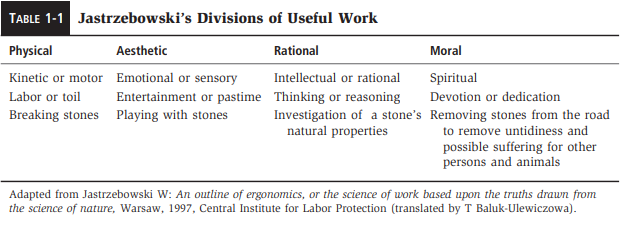 TABLE 1-1 Jastrzebowski's Divisions of Useful Work
Physical Aesthetic Rational Moral
Kinetic or motor Emotional or sensory Intellectual or rational Spiritual
Labor or toil Entertainment or pastime Thinking or reasoning Devotion or dedication
Breaking stones Playing with stones Investigation of a stone's Removing stones from the road
natural properties to remove untidiness and
possible suffering for other
persons and animals
Adapted from Jastrzebowski W: An outline of ergonomics, or the science of work based upon the truths drawn from
the science of nature, Warsaw, 1997, Central Institute for Labor Protection (translated by T Baluk-Ulewiczowa).